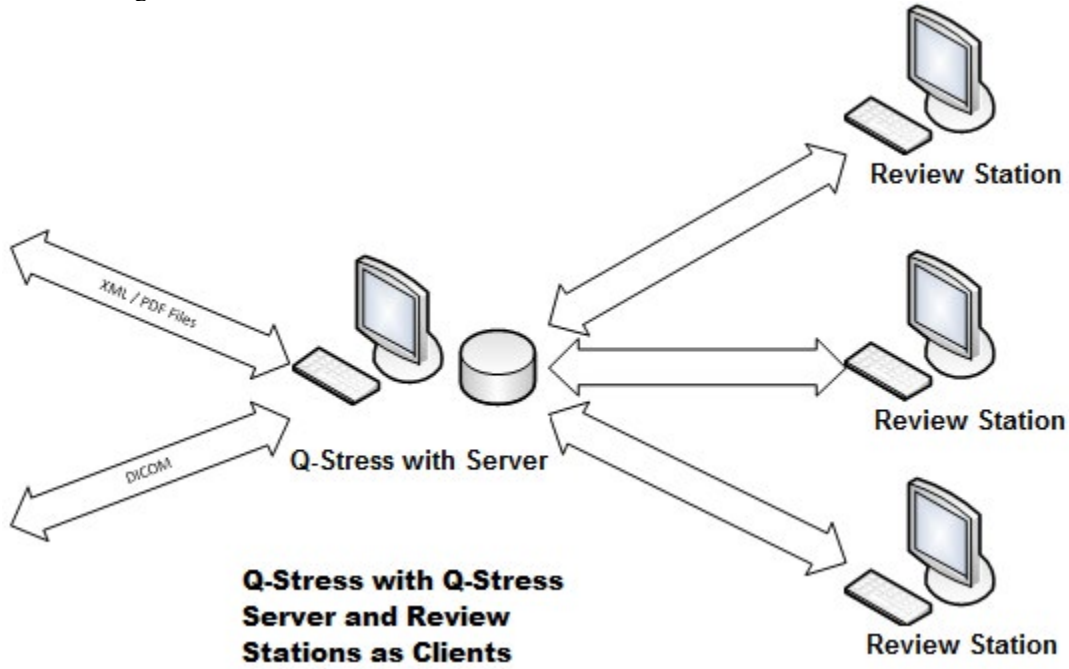 Review Station
XML / PDF Files
Review Station
Q-Stress with Server
DICOM
Q-Stress with Q-Stress
Server and Review
Stations as Clients
Review Station